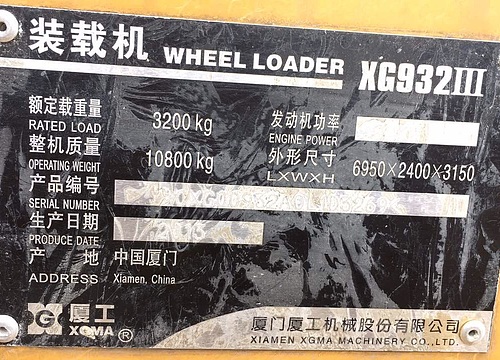 装载机 WHEEL LOADER XG932III
额定载重量 3200 kg 发动机功率
RATED LOAD ENGINE POWER
整机质量 10800 kg 外形尺寸 6950×2400×3150
OPERATING WEIGHT LXWXH
产品编号
SERIAL NUMBER
生产日期
PRODUCE DATE
产 地 中国厦门
ADDRESS Xiamen, China
厦工 厦门厦工机械股份有限公司
XGMA ® XIAMEN XGMA MACHINERY CO.,LTD.